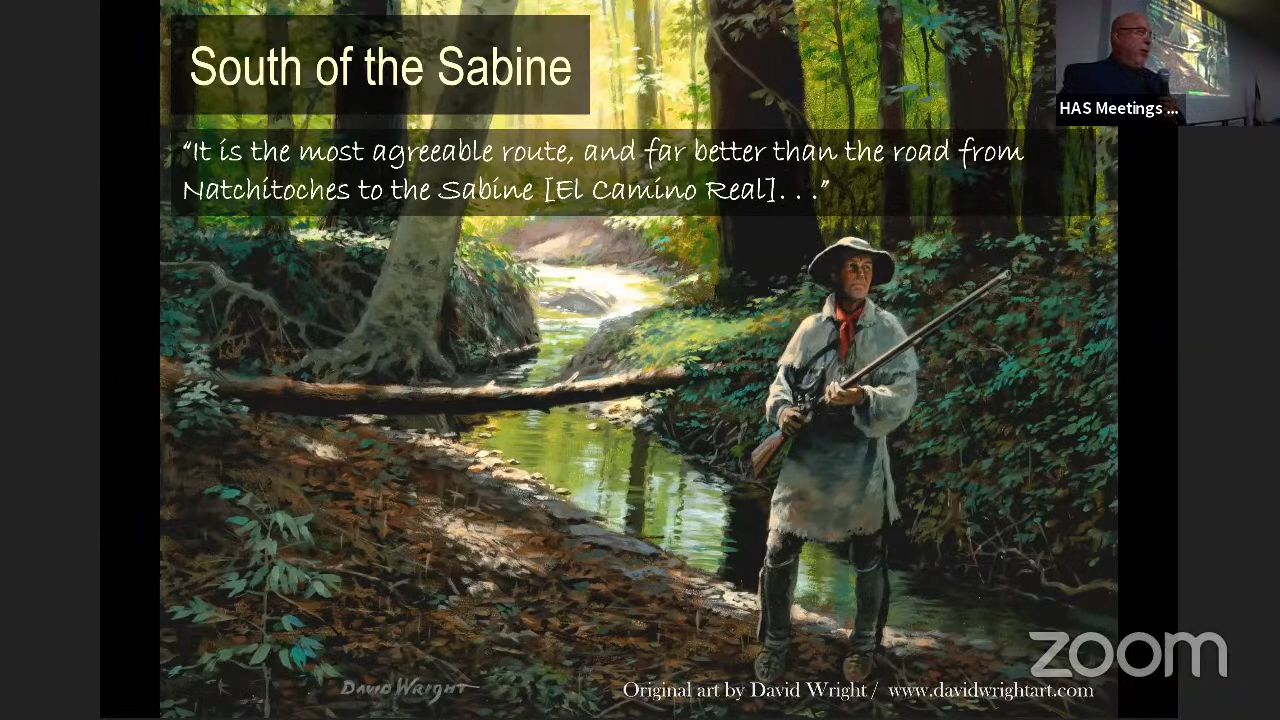 South of the Sabine
HAS Meetings ...
“It is the most agreeable route, and far better than the road from
Natchitoches to the Sabine [El Camino Real]. . .”
DAVID WRIGHT
Original art by David Wright / www.davidwrightart.com
zoom